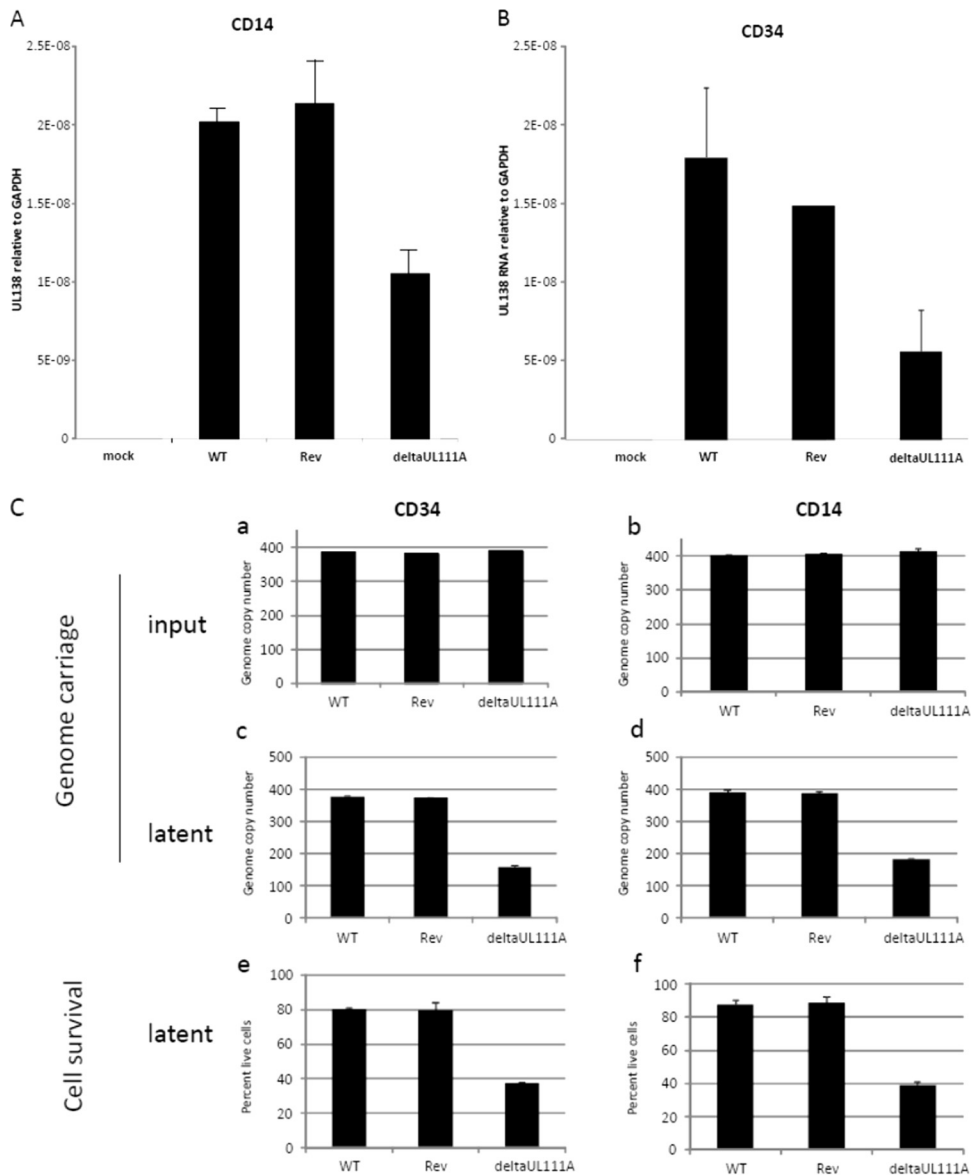 A
CD14
UL138 relative to GAPDH
2.5E-08
2E-08
1.5E-08
1E-08
5E-09
0
mock
WT
Rev
deltaUL111A
B
CD34
UL138 RNA relative to GAPDH
2.5E-08
2E-08
1.5E-08
1E-08
5E-09
0
mock
WT
Rev
deltaUL111A
C
CD34
CD14
Genome carriage
input
a
Genome copy number
400
300
200
100
0
WT
Rev
deltaUL111A
b
Genome copy number
400
300
200
100
0
WT
Rev
deltaUL111A
latent
c
Genome copy number
500
400
300
200
100
0
WT
Rev
deltaUL111A
d
Genome copy number
500
400
300
200
100
0
WT
Rev
deltaUL111A
Cell survival
latent
e
Percent live cells
100
80
60
40
20
0
WT
Rev
deltaUL111A
f
Percent live cells
100
80
60
40
20
0
WT
Rev
deltaUL111A